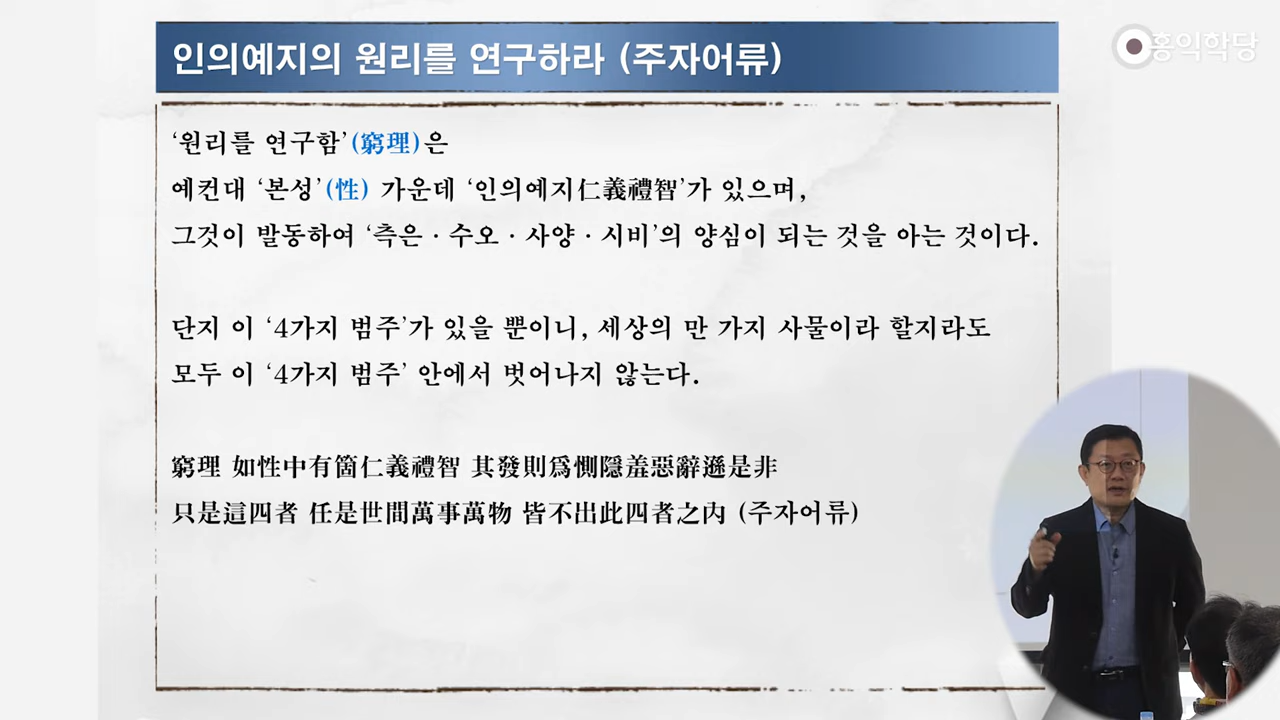 인의예지의 원리를 연구하라 (주자어류)
홍익학당
‘원리를 연구함’(窮理)은
예컨대 ‘본성’(性) 가운데 ‘인의예지仁義禮智’가 있으며,
그것이 발동하여 ‘측은 · 수오 · 사양 · 시비’의 양심이 되는 것을 아는 것이다.
단지 이 ‘4가지 범주’가 있을 뿐이니, 세상의 만 가지 사물이라 할지라도
모두 이 ‘4가지 범주’ 안에서 벗어나지 않는다.
窮理 如性中有箇仁義禮智 其發則爲惻隱羞惡辭遜是非
只是這四者 任是世間萬事萬物 皆不出此四者之內 (주자어류)